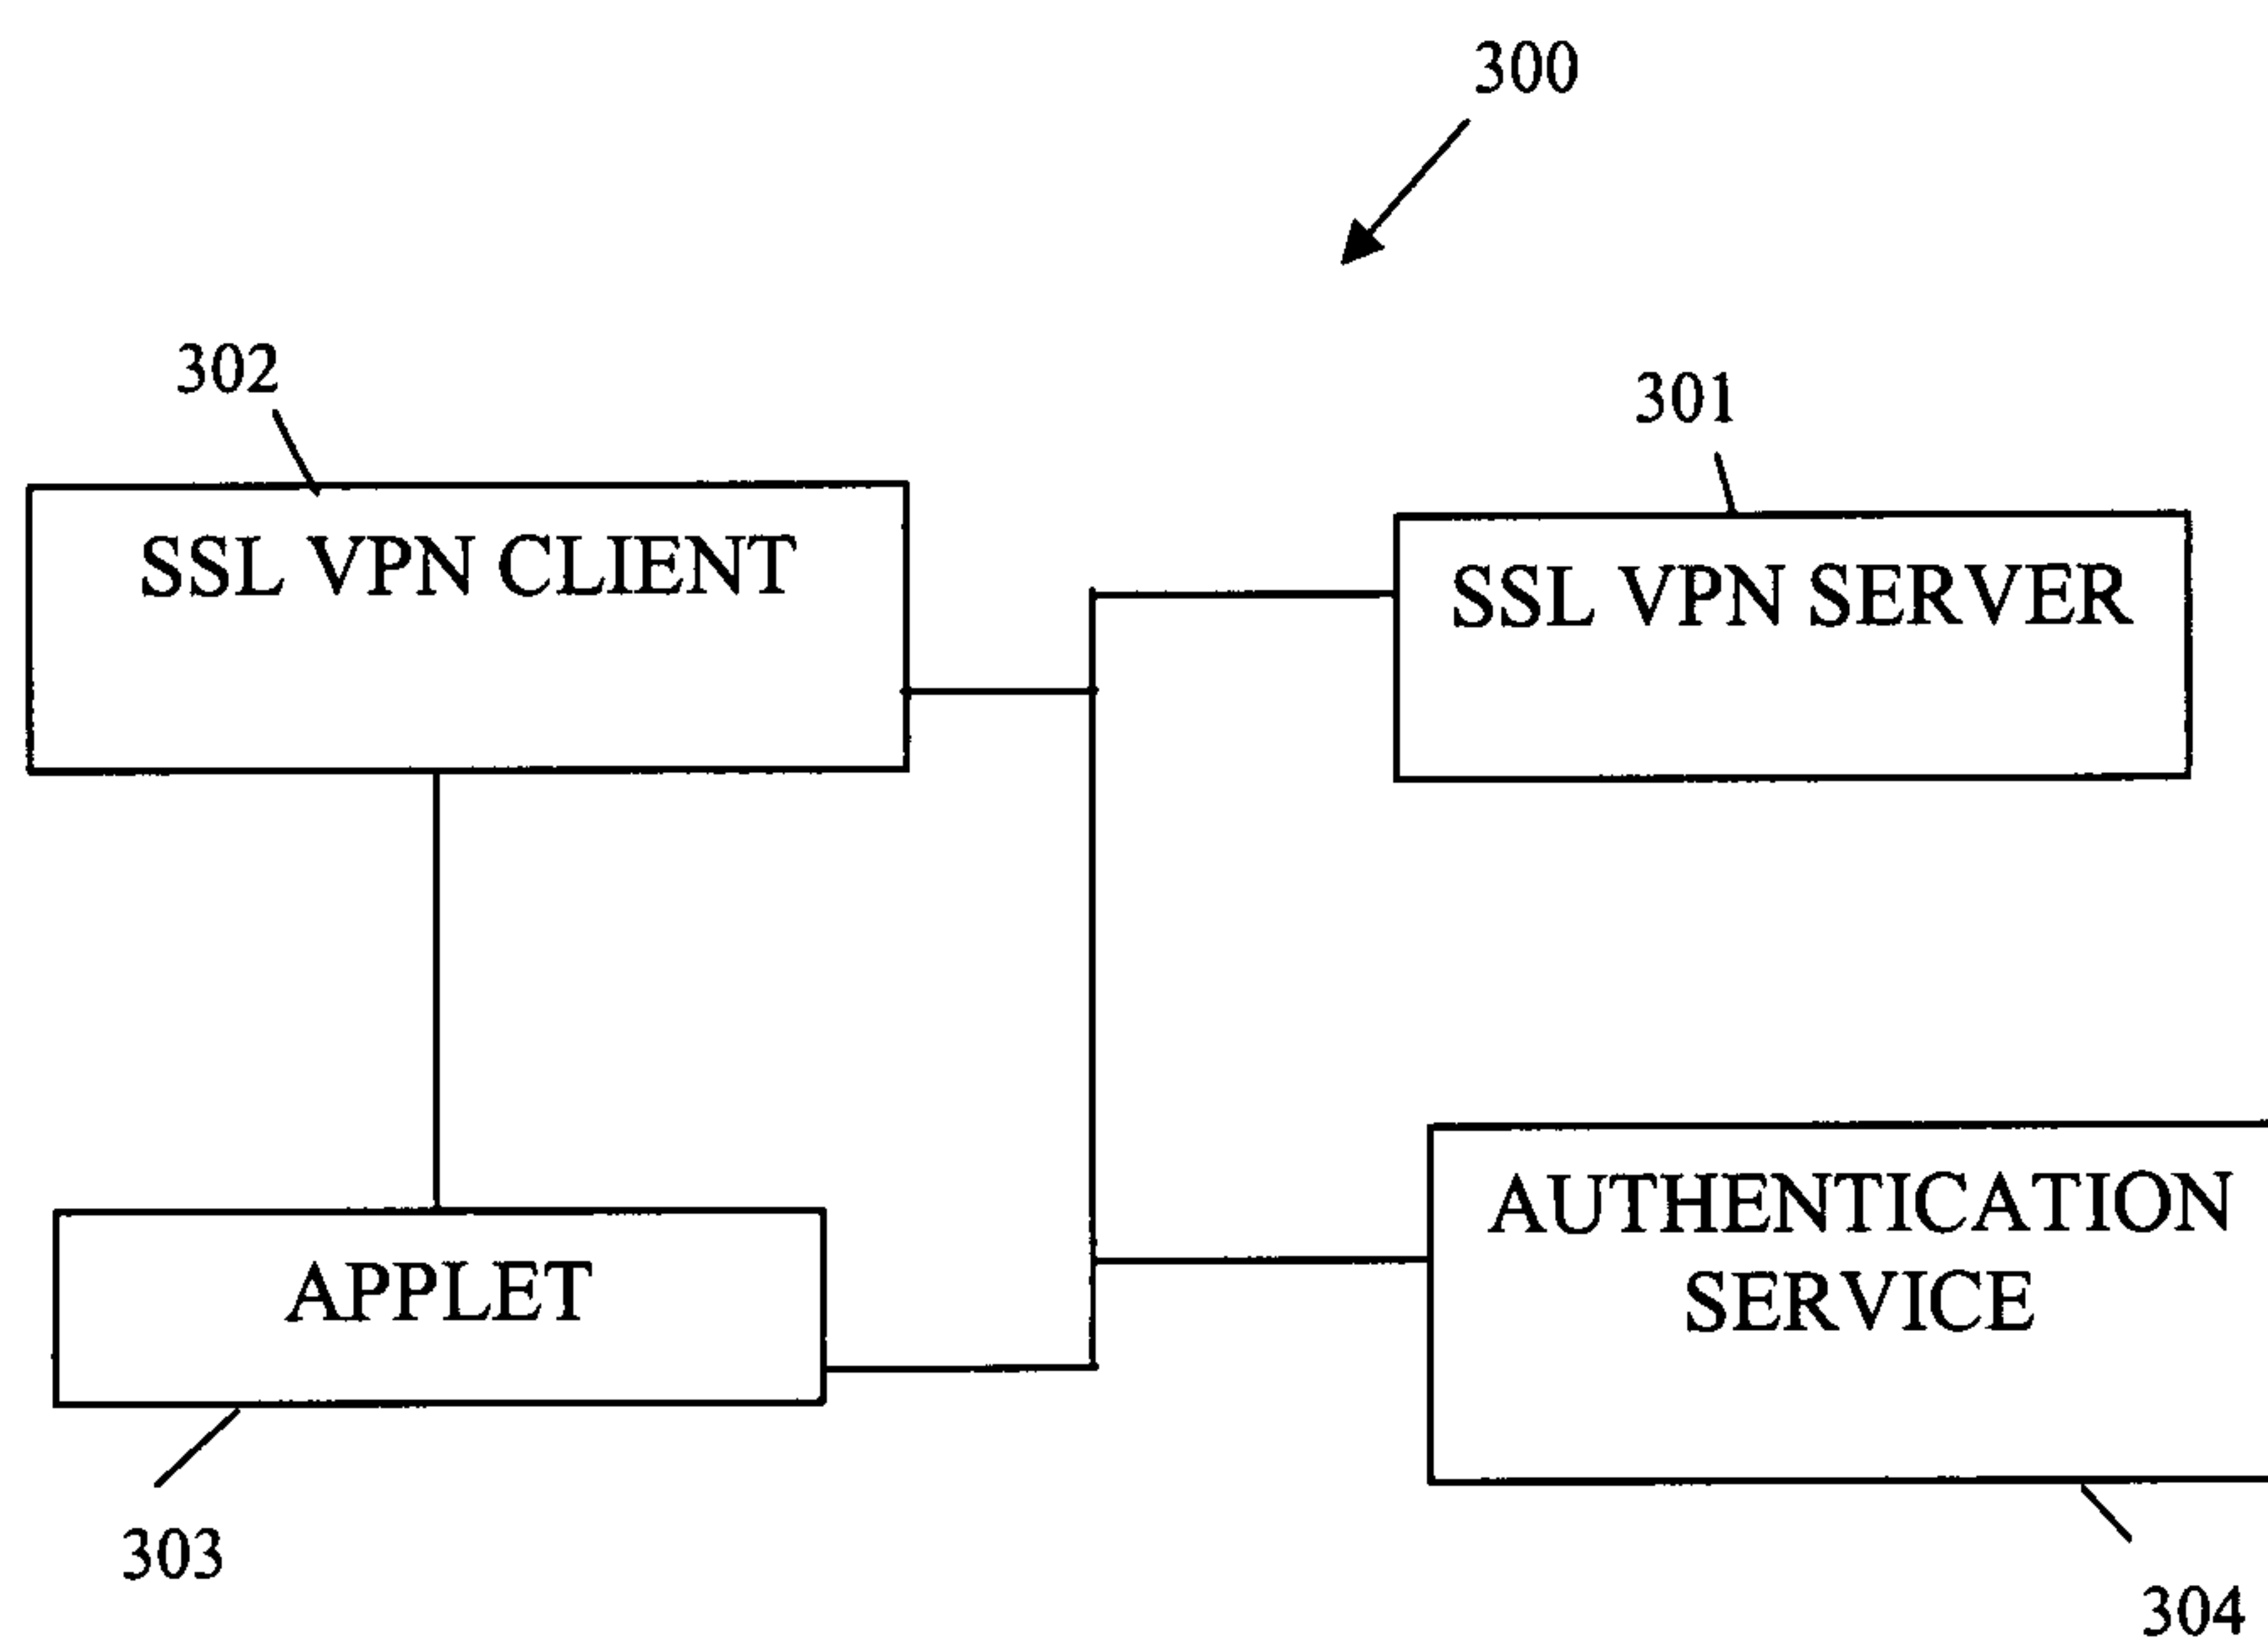 300
302
301
SSL VPN CLIENT
SSL VPN SERVER
AUTHENTICATION
SERVICE
APPLET
303
304